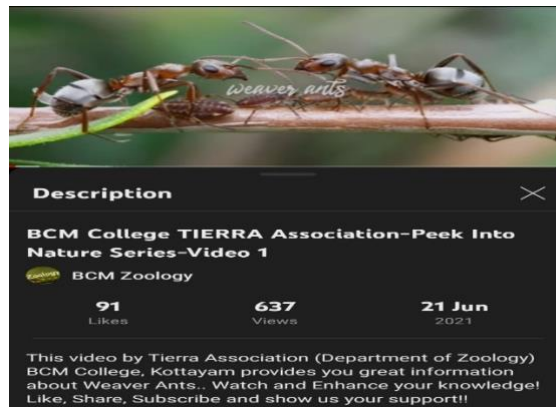 weaver ants
Description
BCM College TIERRA Association-Peek Into
Nature Series-Video 1
Zoology
BCM Zoology
91
637
21 Jun
Likes
Views
2021
This video by Tierra Association (Department of Zoology)
BCM College, Kottayam provides you great information
about Weaver Ants.. Watch and Enhance your knowledge!
Like, Share, Subscribe and show us your support!!